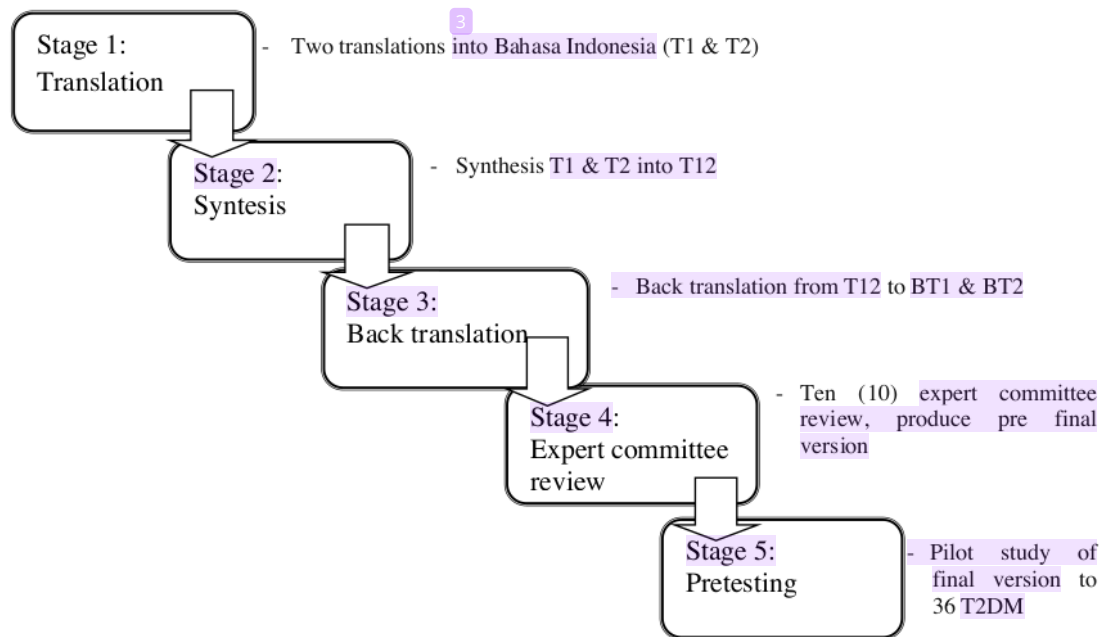 3
Stage 1:
Translation
- Two translations into Bahasa Indonesia (T1 & T2)
Stage 2:
Syntesis
- Synthesis T1 & T2 into T12
Stage 3:
Back translation
- Back translation from T12 to BT1 & BT2
Stage 4:
Expert committee
review
- Ten (10) expert committee
review, produce pre final
version
Stage 5:
Pretesting
- Pilot study of
final version to
36 T2DM